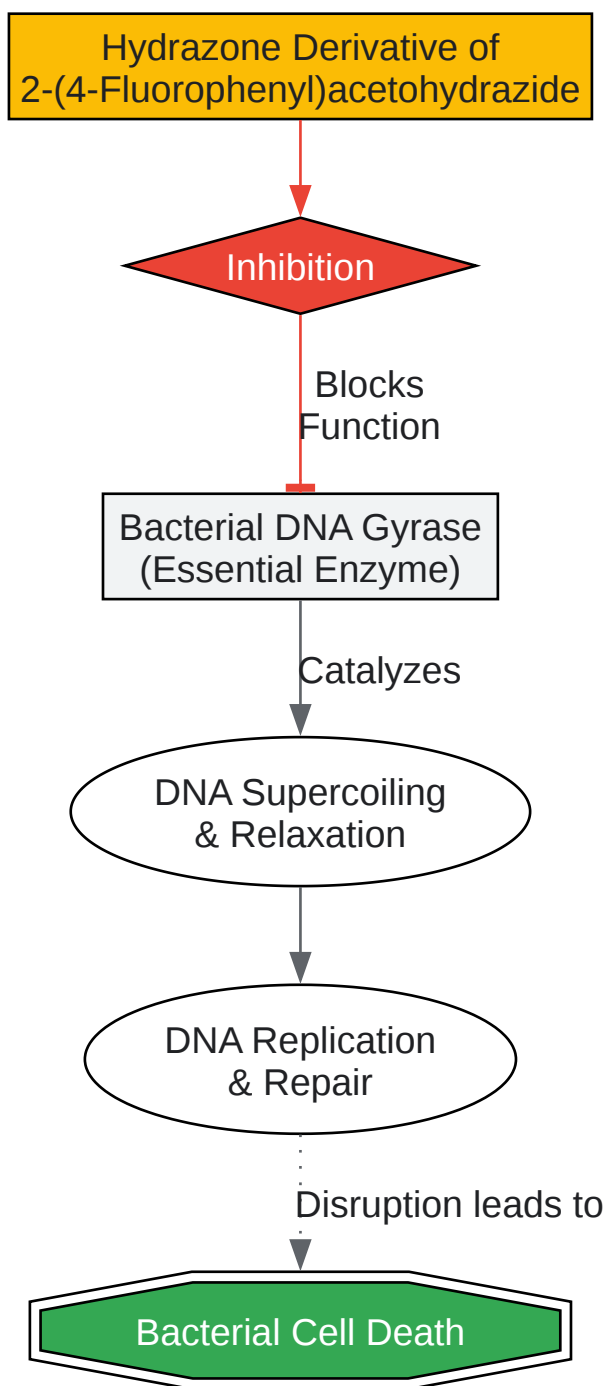 Hydrazone Derivative of
2-(4-Fluorophenyl)acetohydrazide
Inhibition
Blocks
Function
Bacterial DNA Gyrase
(Essential Enzyme)
Catalyzes
DNA Supercoiling
& Relaxation
DNA Replication
& Repair
Disruption leads to
Bacterial Cell Death